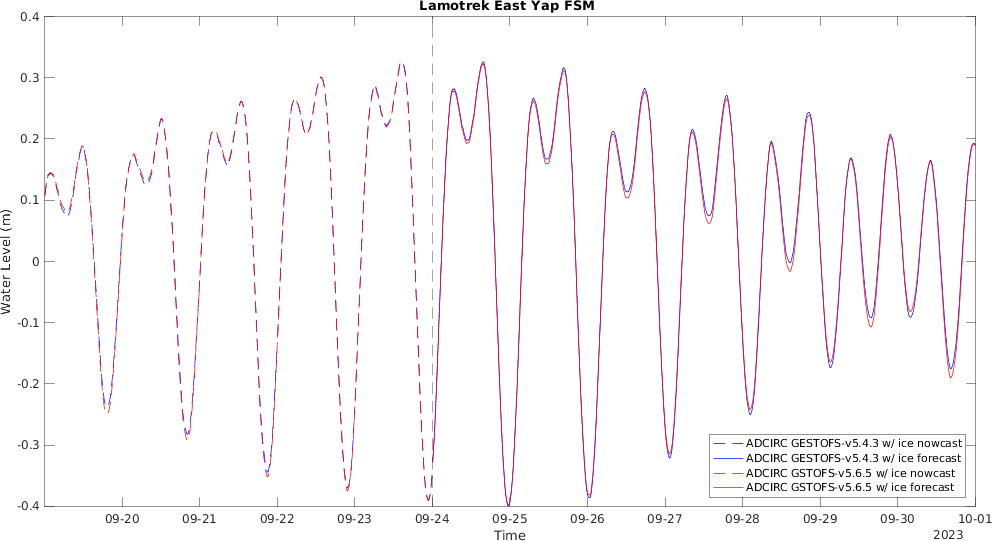 Lamotrek East Yap FSM
0.4
0.3
0.2
0.1
0
-0.1
-0.2
-0.3
-0.4
Water Level (m)
ADCIRC GESTOFS-v5.4.3 w/ ice nowcast
ADCIRC GESTOFS-v5.4.3 w/ ice forecast
ADCIRC GSTOFS-v5.6.5 w/ ice nowcast
ADCIRC GSTOFS-v5.6.5 w/ ice forecast
09-20 09-21 09-22 09-23 09-24 09-25 09-26 09-27 09-28 09-29 09-30 10-01
Time
2023